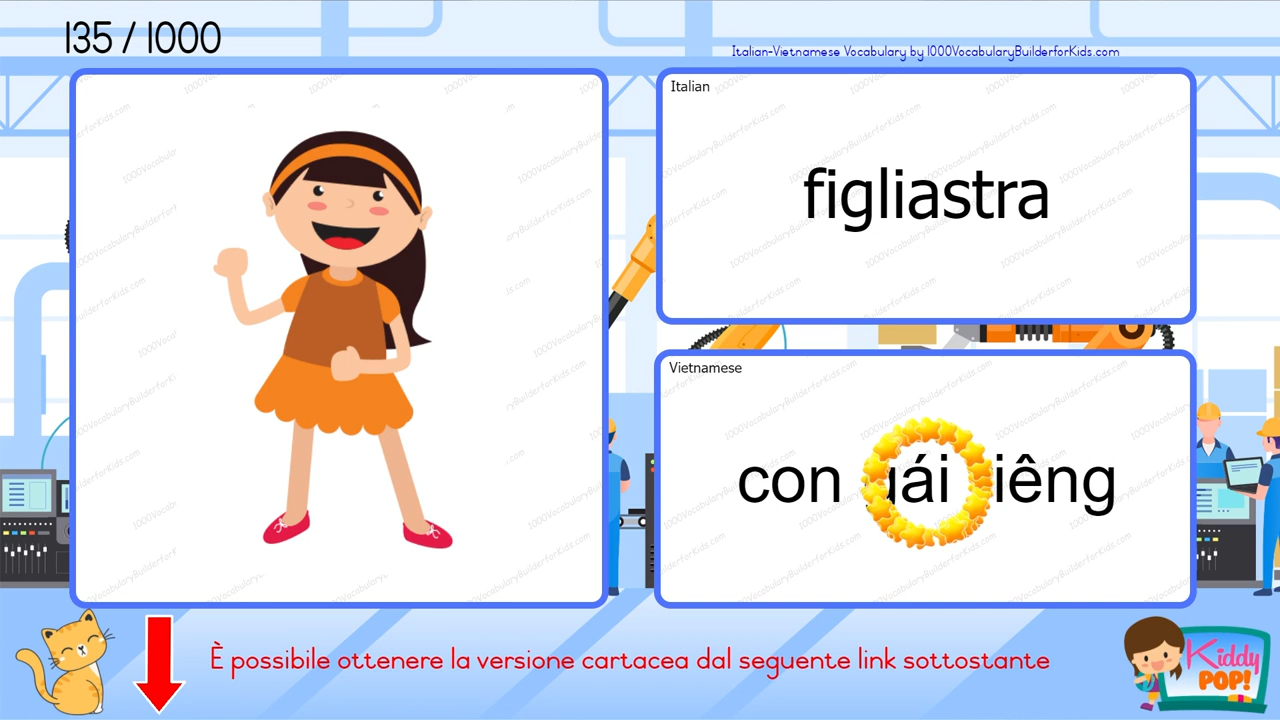 135 / 1000
Italian-Vietnamese Vocabulary by 1000VocabularyBuilderforKids.com
Italian
figliastra
Vietnamese
con
È possibile ottenere la versione cartacea dal seguente link sottostante
Kiddy
POP!